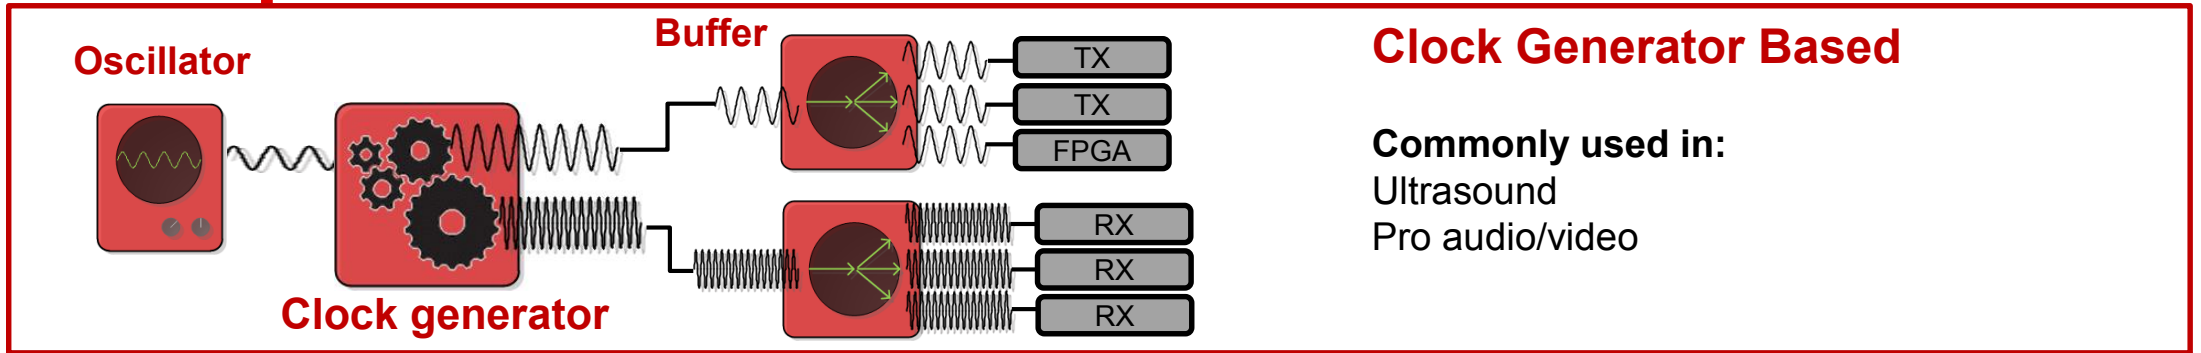 Oscillator
Buffer
Clock generator
TX
TX
FPGA
RX
RX
RX
Clock Generator Based
Commonly used in:
Ultrasound
Pro audio/video